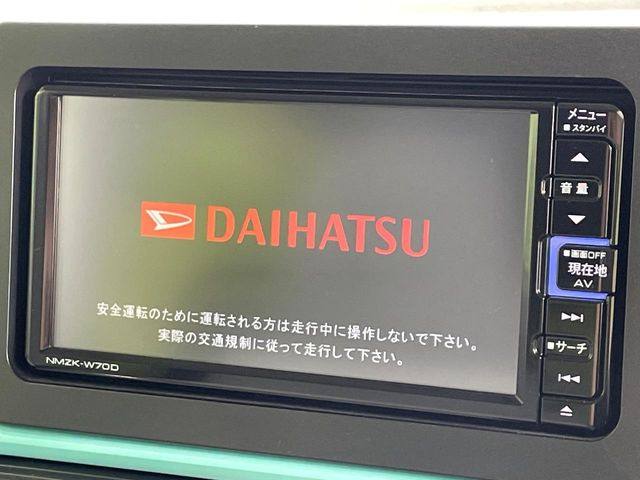 DAIHATSU
安全運転のために運転される方は走行中に操作しないで下さい。
実際の交通規制に従って走行して下さい。
NMZK-W70D
メニュー
■スタンバイ
音量
■画面OFF
現在地
AV
■サーチ